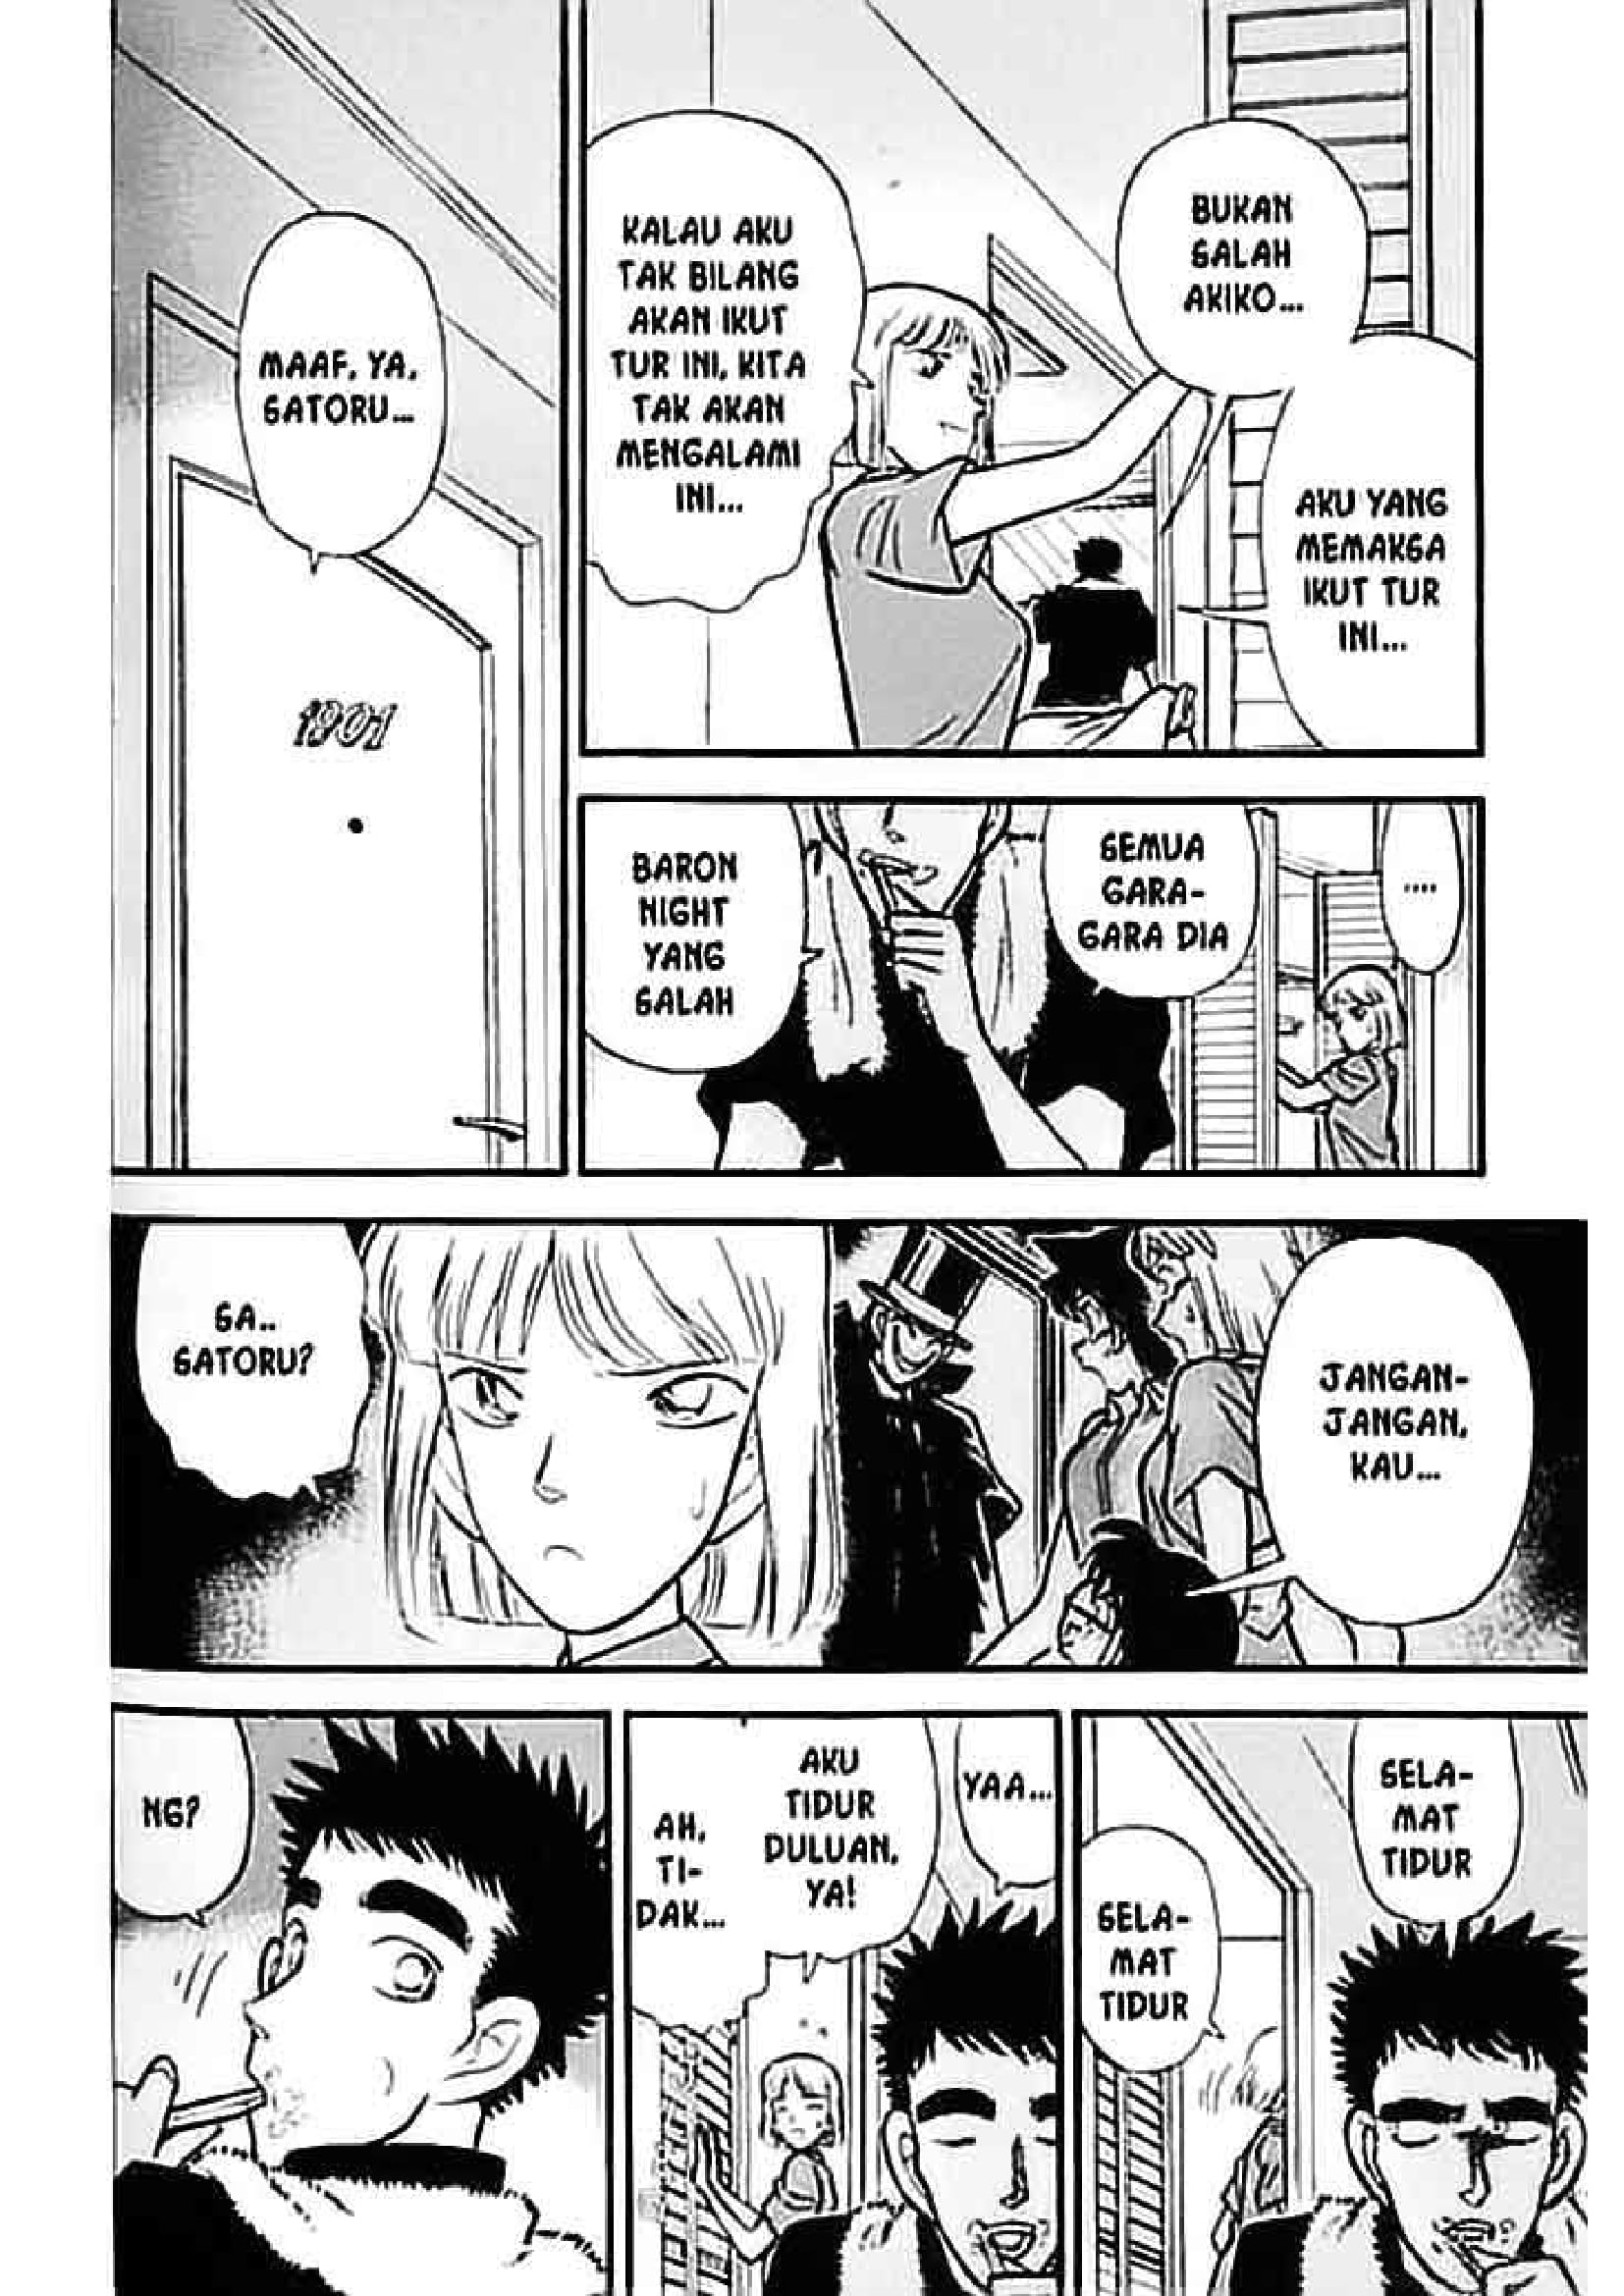 MAAF, YA,
SATORU...
1901
KALAU AKU
TAK BILANG
AKAN IKUT
TUR INI, KITA
TAK AKAN
MENGALAMI
INI...
BUKAN
SALAH
AKIKO...
AKU YANG
MEMAKSA
IKUT TUR
INI...
BARON
NIGHT
YANG
SALAH
SEMUA
GARA-
GARA DIA
....
SA..
SATORU?
JANGAN-
JANGAN,
KAU...
NG?
AH,
TI-
DAK...
AKU
TIDUR
DULUAN,
YA!
YAA...
SELA-
MAT
TIDUR
SELA-
MAT
TIDUR